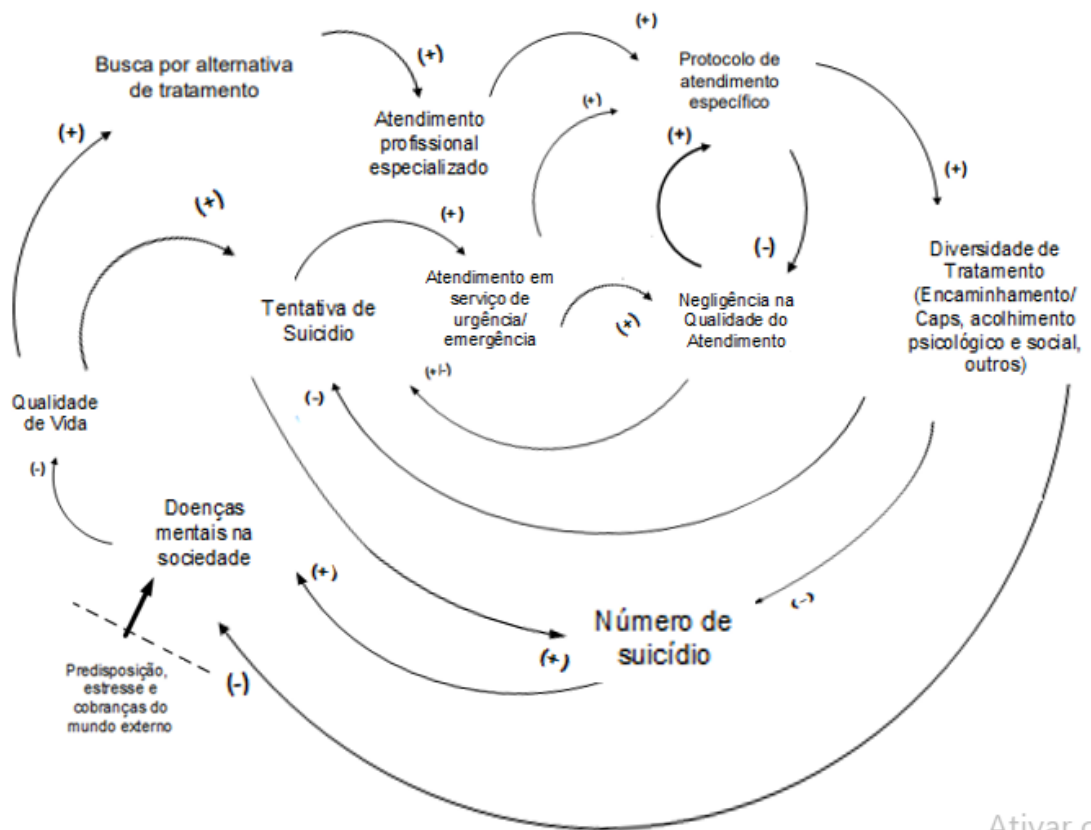 (+)
(+)
Busca por alternativa
de tratamento
(+)
Protocolo de
atendimento
específico
(+)
Atendimento
profissional
especializado
(+)
(+)
(+)
(+)
(+)
(-)
Diversidade de
Tratamento
(Encaminhamento/
Caps, acolhimento
psicológico e social,
outros)
Tentativa de
Suicidio
Atendimento em
serviço de
urgência/
emergência
(+)
Negligência na
Qualidade do
Atendimento
(+/-)
(-)
Qualidade
de Vida
(-)
Doenças
mentais na
sociedade
(+)
(-)
Número de
suicídio
(+)
Predisposição,
estresse e
cobranças do
mundo externo
(-)
Ativar